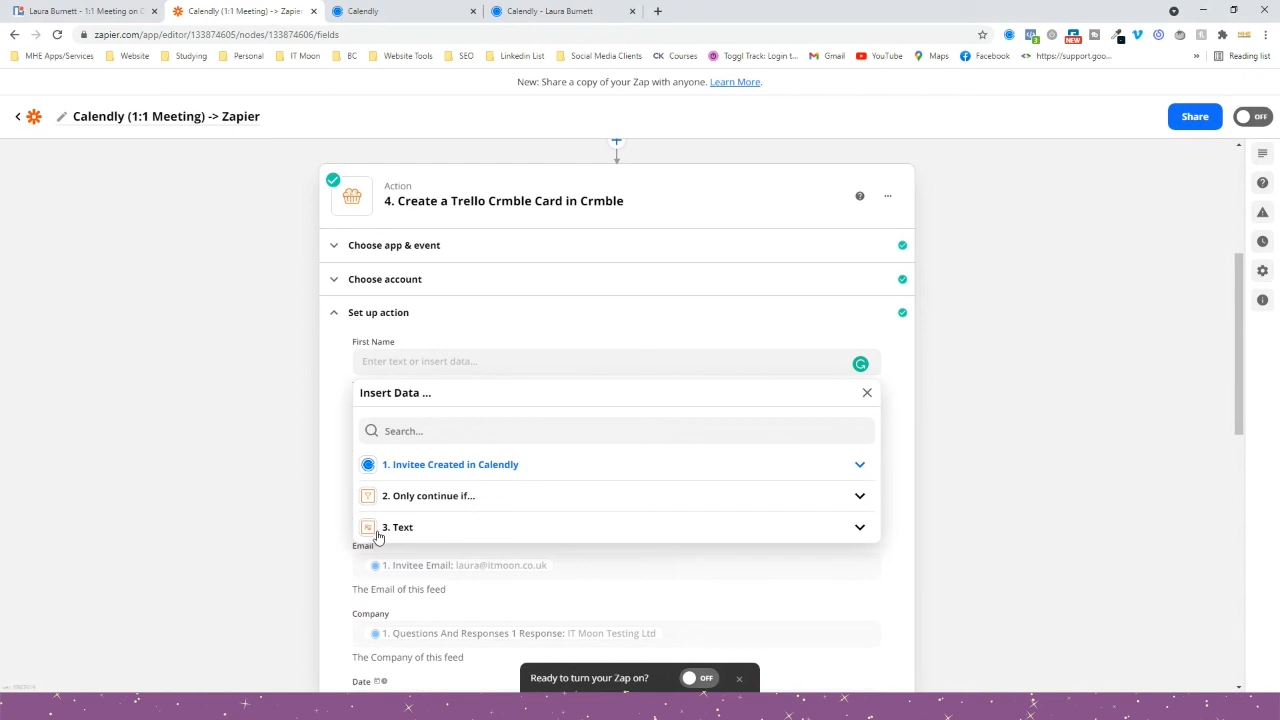 Laura Burnett - 1:1 Meeting on C
Calendly (1:1 Meeting) -> Zapier
Calendly
Calendly - Laura Burnett
zapier.com/app/editor/133874605/nodes/133874606/fields
NEW
MHE Apps/Services
Website
Studying
Personal
IT Moon
BC
Website Tools
SEO
Linkedin List
Social Media Clients
CK Courses
Toggl Track: Login t...
Gmail
YouTube
Maps
Facebook
https://support.goo...
»
Reading list
New: Share a copy of your Zap with anyone. Learn More.
Calendly (1:1 Meeting) -> Zapier
Share
OFF
Action
4. Create a Trello Crmble Card in Crmble
Choose app & event
Choose account
Set up action
First Name
Enter text or insert data...
Insert Data ...
Search...
1. Invitee Created in Calendly
2. Only continue if...
3. Text
Email
1. Invitee Email: laura@itmoon.co.uk
The Email of this feed
Company
1. Questions And Responses 1 Response: IT Moon Testing Ltd
The Company of this feed
Date
Ready to turn your Zap on?
OFF